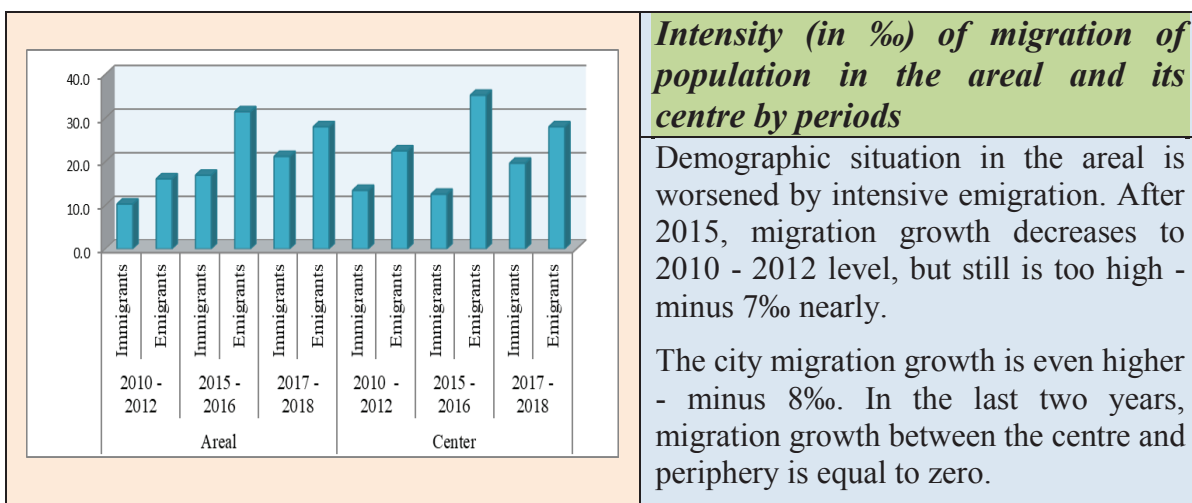 40.0
30.0
20.0
10.0
0.0
Immigrants
Emigrants
Immigrants
Emigrants
Immigrants
Emigrants
Immigrants
Emigrants
Immigrants
Emigrants
Immigrants
Emigrants
2010 -
2012
2015 -
2016
2017 -
2018
2010 -
2012
2015 -
2016
2017 -
2018
Areal
Center
Intensity (in ‰) of migration of
population in the areal and its
centre by periods
Demographic situation in the areal is
worsened by intensive emigration. After
2015, migration growth decreases to
2010 - 2012 level, but still is too high -
minus 7‰ nearly.
The city migration growth is even higher
- minus 8‰. In the last two years,
migration growth between the centre and
periphery is equal to zero.